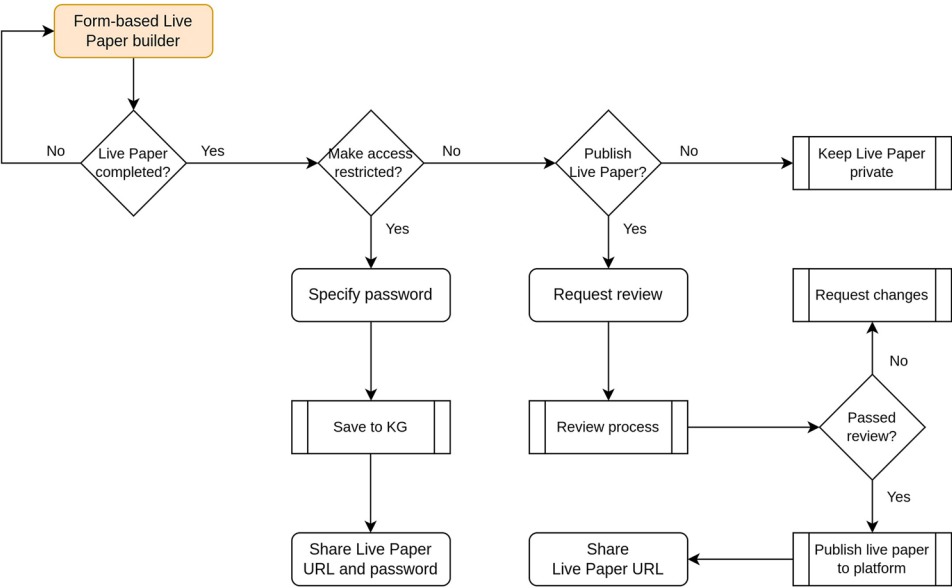 Form-based Live
Paper builder
No
Live Paper
completed?
Yes
Make access
restricted?
No
Publish
Live Paper?
No
Keep Live Paper
private
Yes
Yes
Specify password
Request review
Request changes
No
Save to KG
Review process
Passed
review?
Yes
Share Live Paper
URL and password
Share
Live Paper URL
Publish live paper
to platform